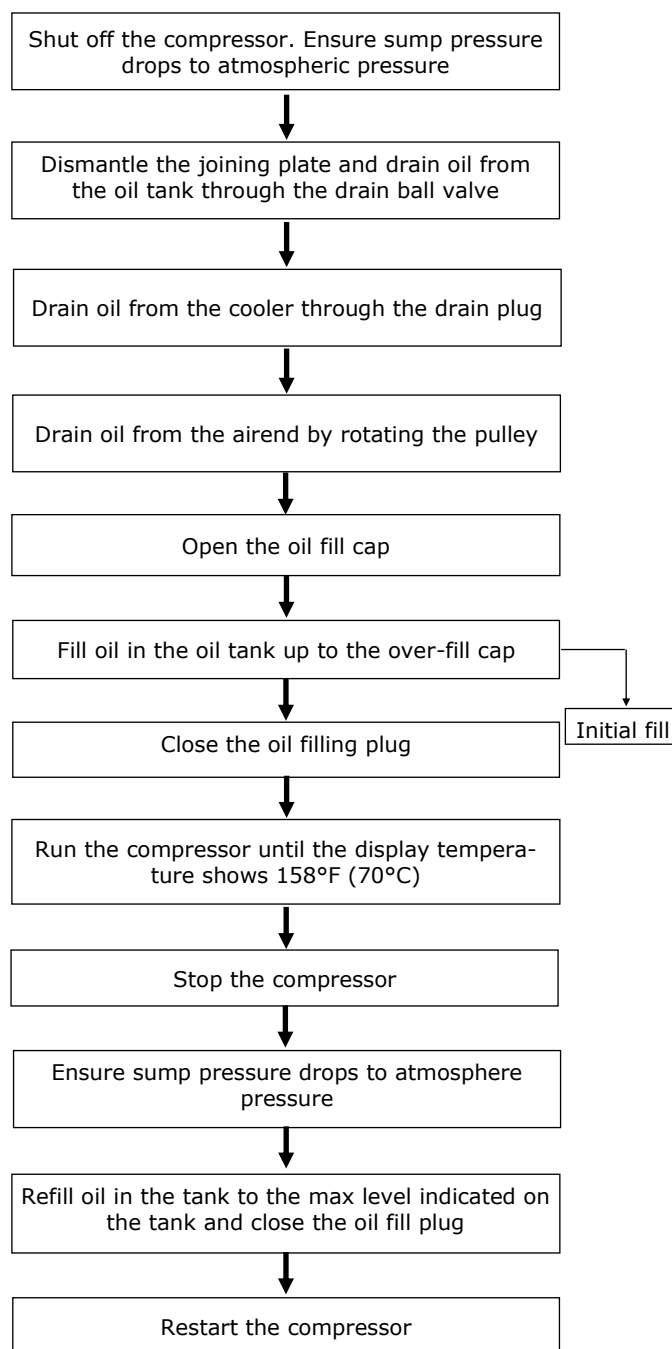 Shut off the compressor. Ensure sump pressure
drops to atmospheric pressure
Dismantle the joining plate and drain oil from
the oil tank through the drain ball valve
Drain oil from the cooler through the drain plug
Drain oil from the airend by rotating the pulley
Open the oil fill cap
Fill oil in the oil tank up to the over-fill cap
Initial fill
Close the oil filling plug
Run the compressor until the display tempera-
ture shows 158°F (70°C)
Stop the compressor
Ensure sump pressure drops to atmosphere
pressure
Refill oil in the tank to the max level indicated on
the tank and close the oil fill plug
Restart the compressor